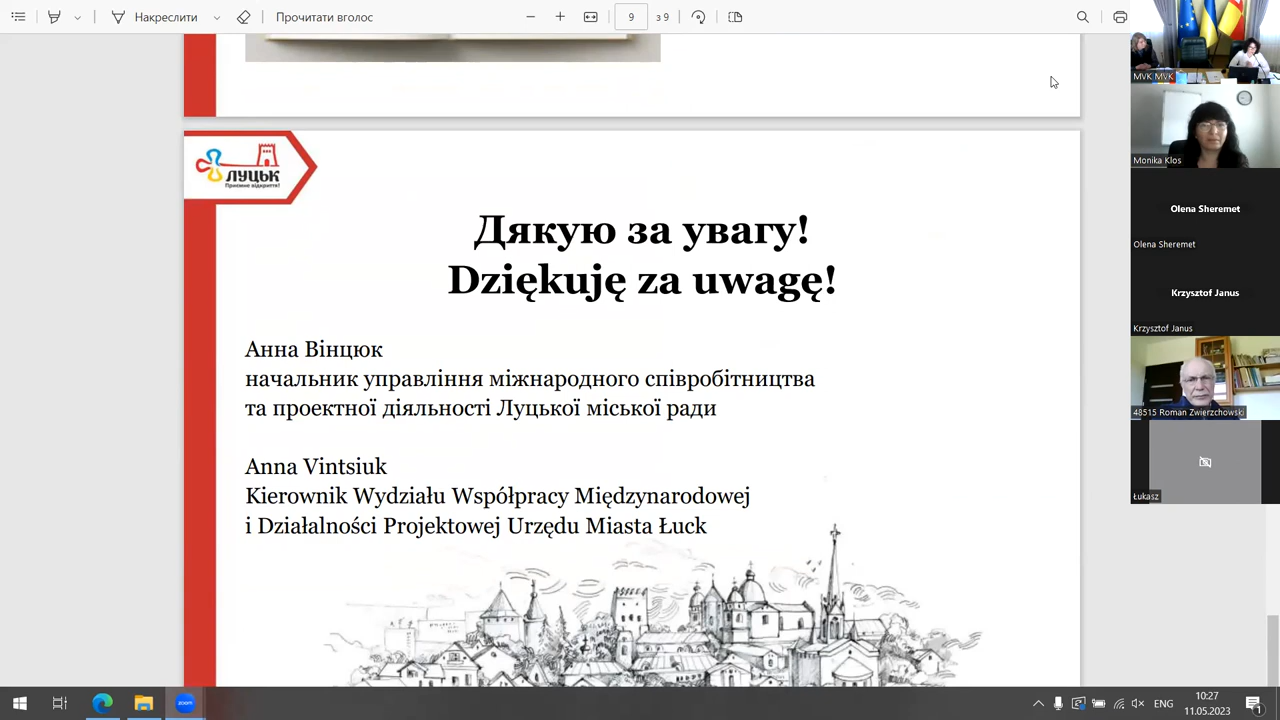 Накреслити
Прочитати вголос
9
з 9
MVK MVK
Monika Klos
Olena Sheremet
Olena Sheremet
Krzysztof Janus
Krzysztof Janus
48515 Roman Zwierzchowski
Łukasz
ЛУЦЬК
Приємне відкриття!
Дякую за увагу!
Dziękuję za uwagę!
Анна Вінцюк
начальник управління міжнародного співробітництва
та проектної діяльності Луцької міської ради
Anna Vintsiuk
Kierownik Wydziału Współpracy Międzynarodowej
i Działalności Projektowej Urzędu Miasta Łuck
zoom
ENG
10:27
11.05.2023
1